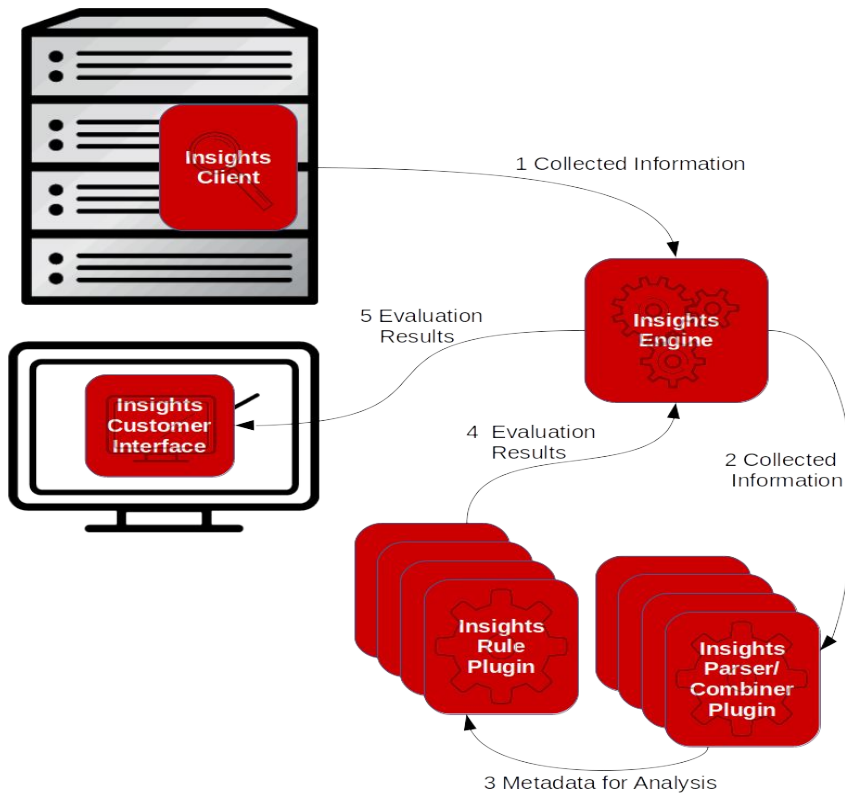 Insights
Client
1 Collected Information
Insights
Engine
5 Evaluation
Results
Insights
Customer
Interface
4 Evaluation
Results
2 Collected
Information
Insights
Rule
Plugin
Insights
Parser/
Combiner
Plugin
3 Metadata for Analysis